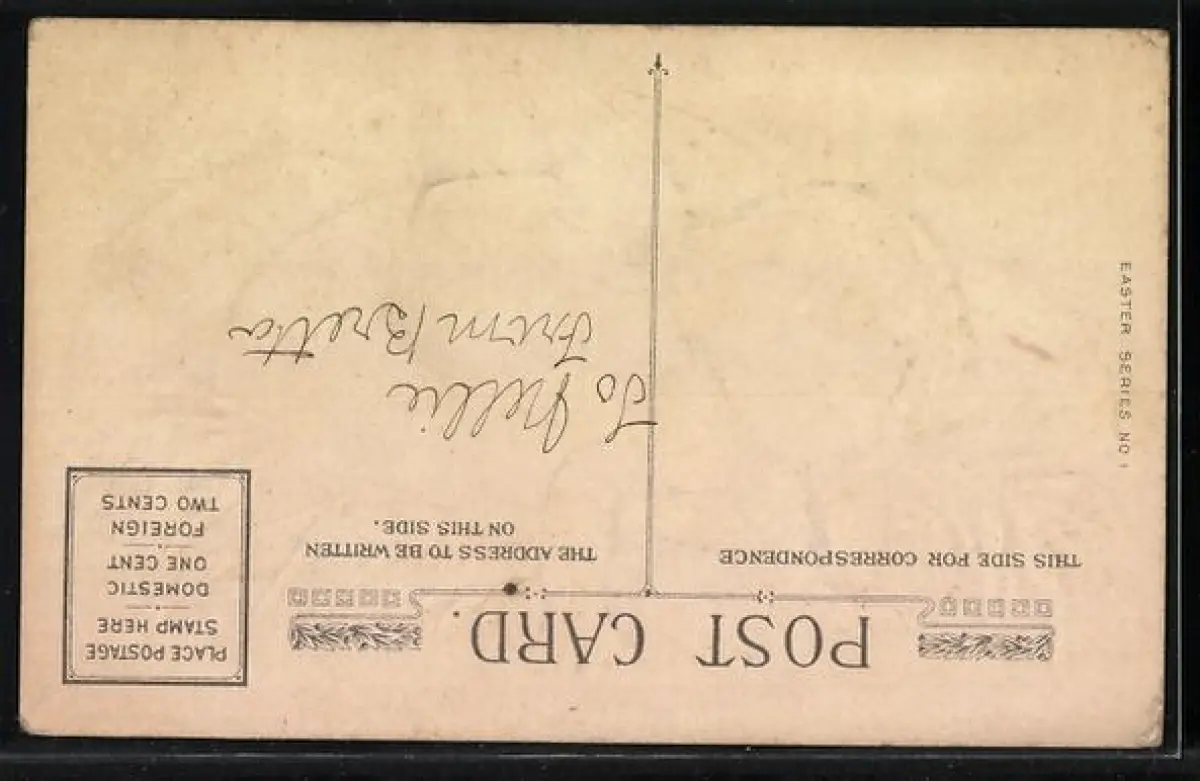 POST CARD.
THIS SIDE FOR CORRESPONDENCE
THE ADDRESS TO BE WRITTEN
ON THIS SIDE.
PLACE POSTAGE
STAMP HERE
DOMESTIC
ONE CENT
FOREIGN
TWO CENTS
To Nellie
From Bretta
EASTER SERIES NO 1